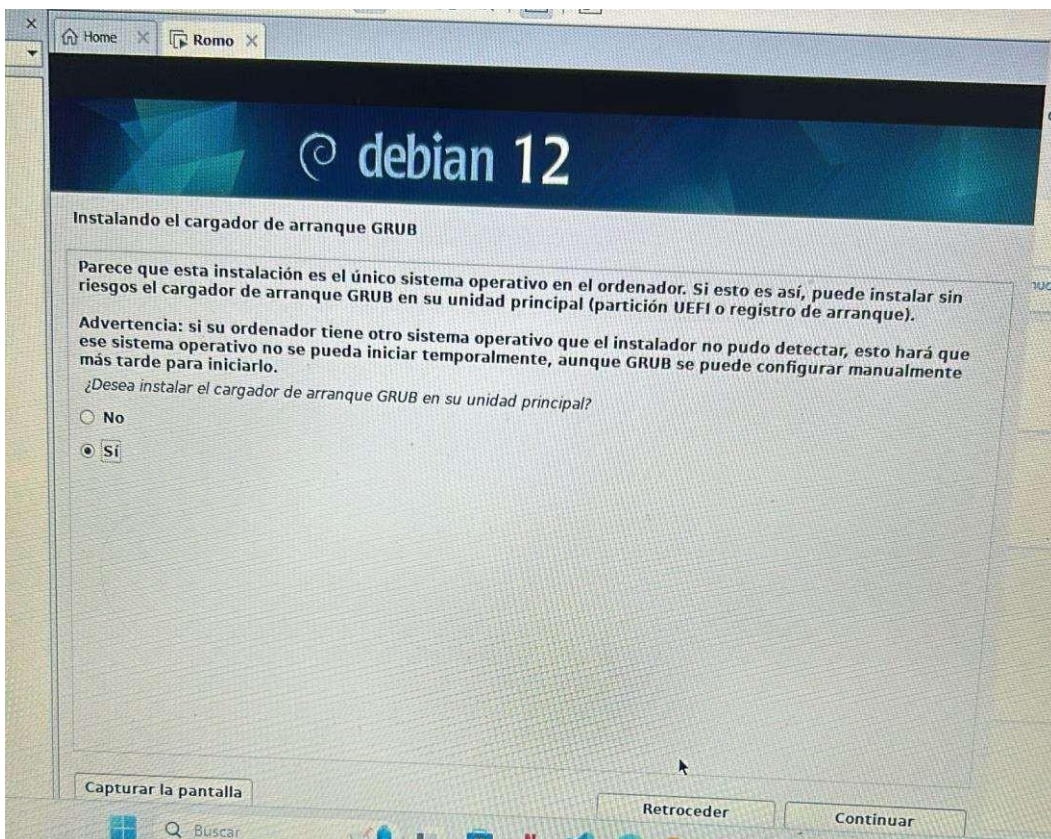 Home
Romo
debian 12
Instalando el cargador de arranque GRUB
Parece que esta instalación es el único sistema operativo en el ordenador. Si esto es así, puede instalar sin
riesgos el cargador de arranque GRUB en su unidad principal (partición UEFI o registro de arranque).
Advertencia: si su ordenador tiene otro sistema operativo que el instalador no pudo detectar, esto hará que
ese sistema operativo no se pueda iniciar temporalmente, aunque GRUB se puede configurar manualmente
más tarde para iniciarlo.
¿Desea instalar el cargador de arranque GRUB en su unidad principal?
No
Sí
Capturar la pantalla
Retroceder
Continuar
Buscar